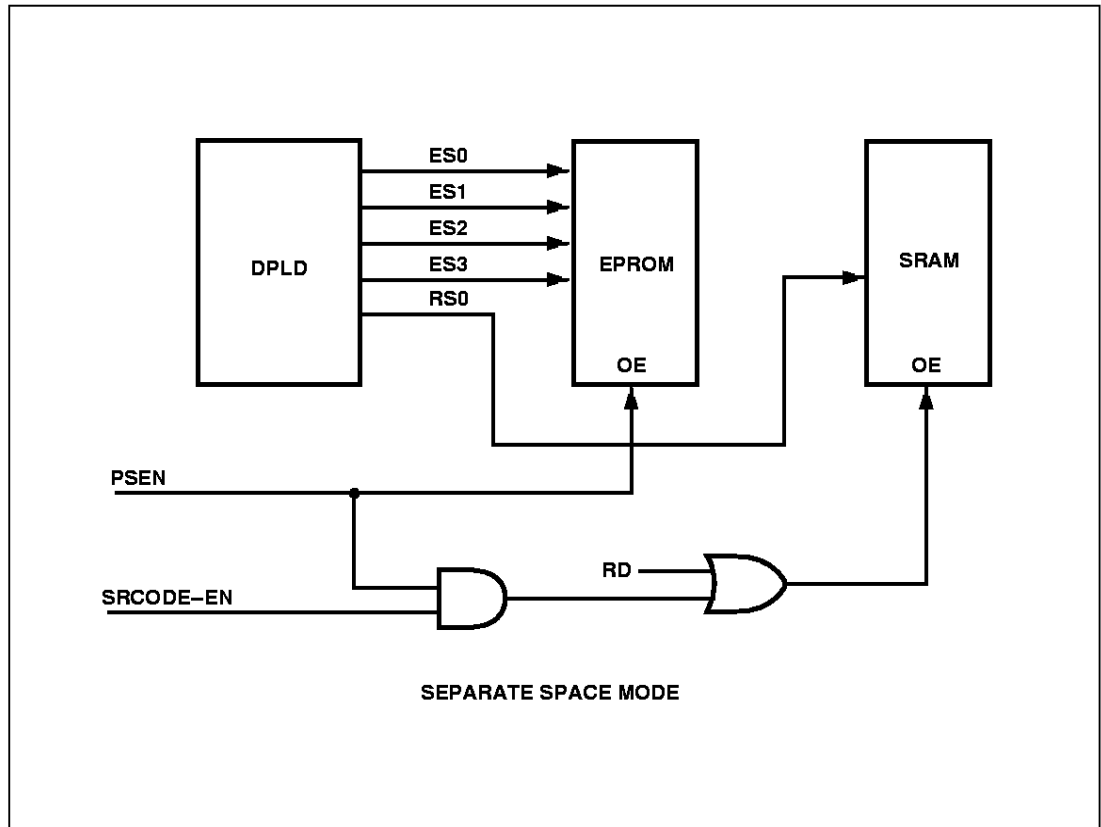 ES0
ES1
ES2
ES3
RS0
DPLD
EPROM
SRAM
OE
OE
PSEN
RD
SRCODE–EN
SEPARATE SPACE MODE